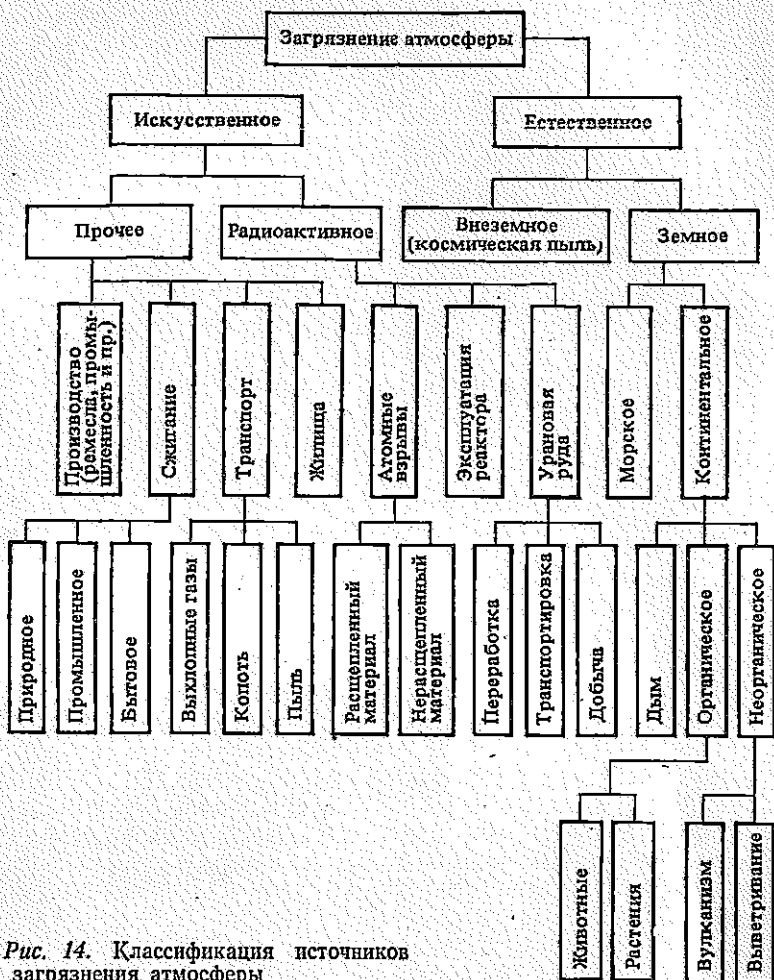 Загрязнение атмосферы
Искусственное
Естественное
Прочее
Радиоактивное
Внеземное
(космическая пыль)
Земное
Производство
(ремесла, промы-
шленность и пр.)
Сжигание
Транспорт
Жилища
Атомные
взрывы
Эксплуатация
реактора
Урановая
руда
Морское
Континентальное
Природное
Промышленное
Бытовое
Выхлопные газы
Копоть
Пыль
Расщепленный
материал
Нерасщепленный
материал
Переработка
Транспортировка
Добыча
Дым
Органическое
Неорганическое
Животные
Растения
Вулканизм
Выветривание
Рис. 14. Классификация источников
загрязнения атмосферы